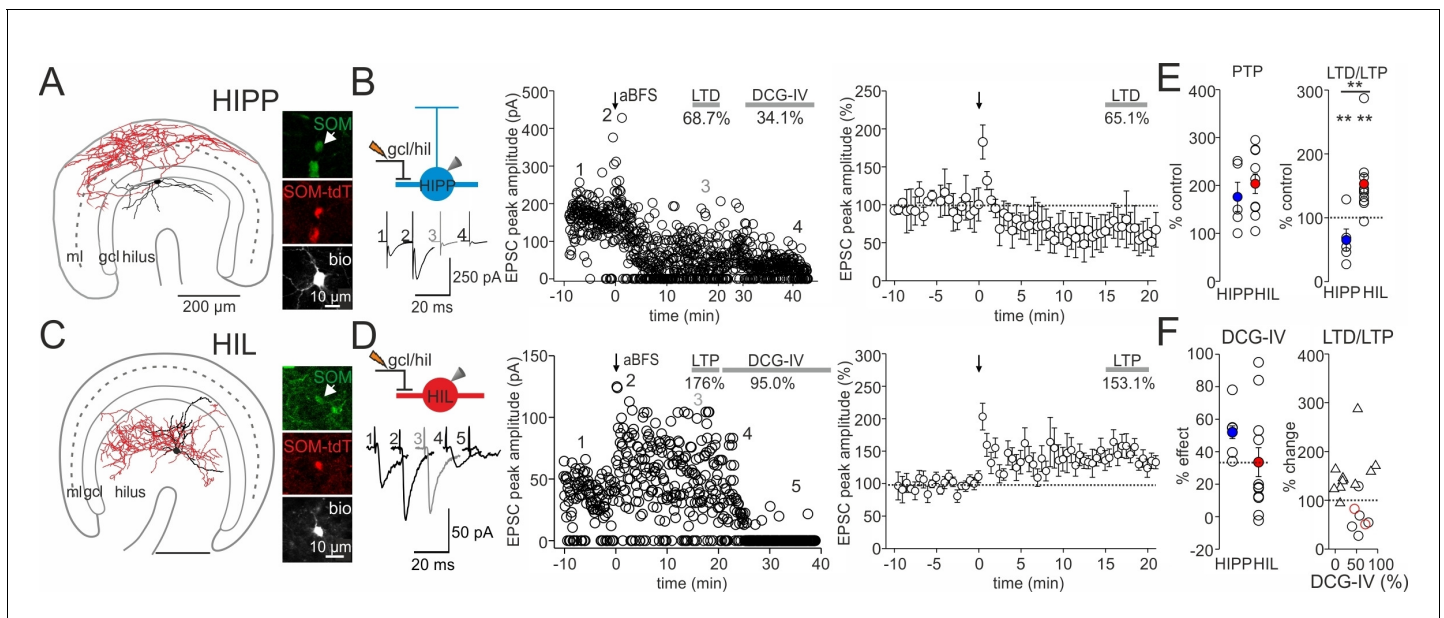 A
HIPP
SOM
SOM-tdT
bio
10 µm
ml gcl hilus
200 µm
B
gcl/hil
HIPP
1 2 3 4
250 pA
20 ms
EPSC peak amplitude (pA)
500
400
300
200
100
0
aBFS
LTD
68.7%
DCG-IV
34.1%
1
2
3
4
-10 0 10 20 30 40
time (min)
EPSC peak amplitude (%)
250
200
150
100
50
0
LTD
65.1%
-10 -5 0 5 10 15 20
time (min)
E
PTP
% control
400
300
200
100
0
HIPP HIL
LTD/LTP
**
** **
% control
300
200
100
0
HIPP HIL
C
HIL
SOM
SOM-tdT
bio
10 µm
ml gcl hilus
D
gcl/hil
HIL
1 2 3 4 5
50 pA
20 ms
EPSC peak amplitude (pA)
150
100
50
0
aBFS
LTP
176%
DCG-IV
95.0%
1
2
3
4
5
-10 0 10 20 30 40
time (min)
EPSC peak amplitude (%)
300
250
200
150
100
50
0
LTP
153.1%
-10 -5 0 5 10 15 20
time (min)
F
DCG-IV
% effect
100
80
60
40
20
0
-20
HIPP HIL
LTD/LTP
% change
400
300
200
100
0
0 50 100
DCG-IV (%)